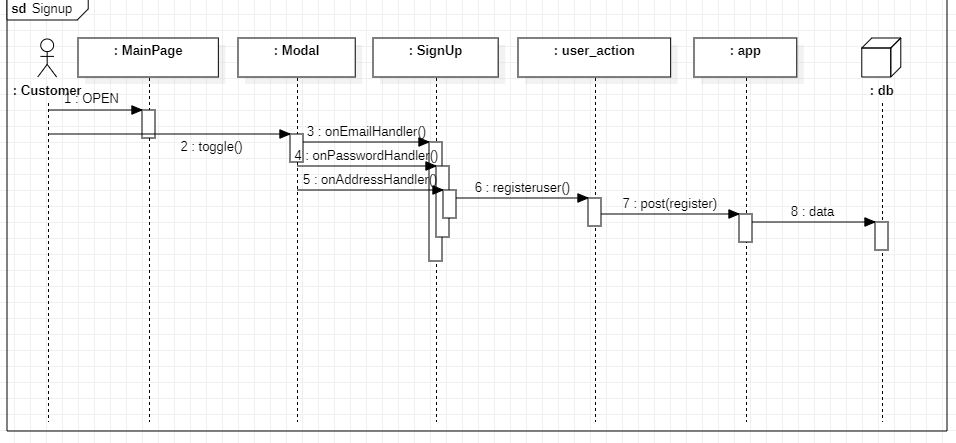 sd Signup
: MainPage
: Modal
: SignUp
: user_action
: app
: Customer
: db
1 : OPEN
2 : toggle()
3 : onEmailHandler()
4 : onPasswordHandler()
5 : onAddressHandler()
6 : registeruser()
7 : post(register)
8 : data